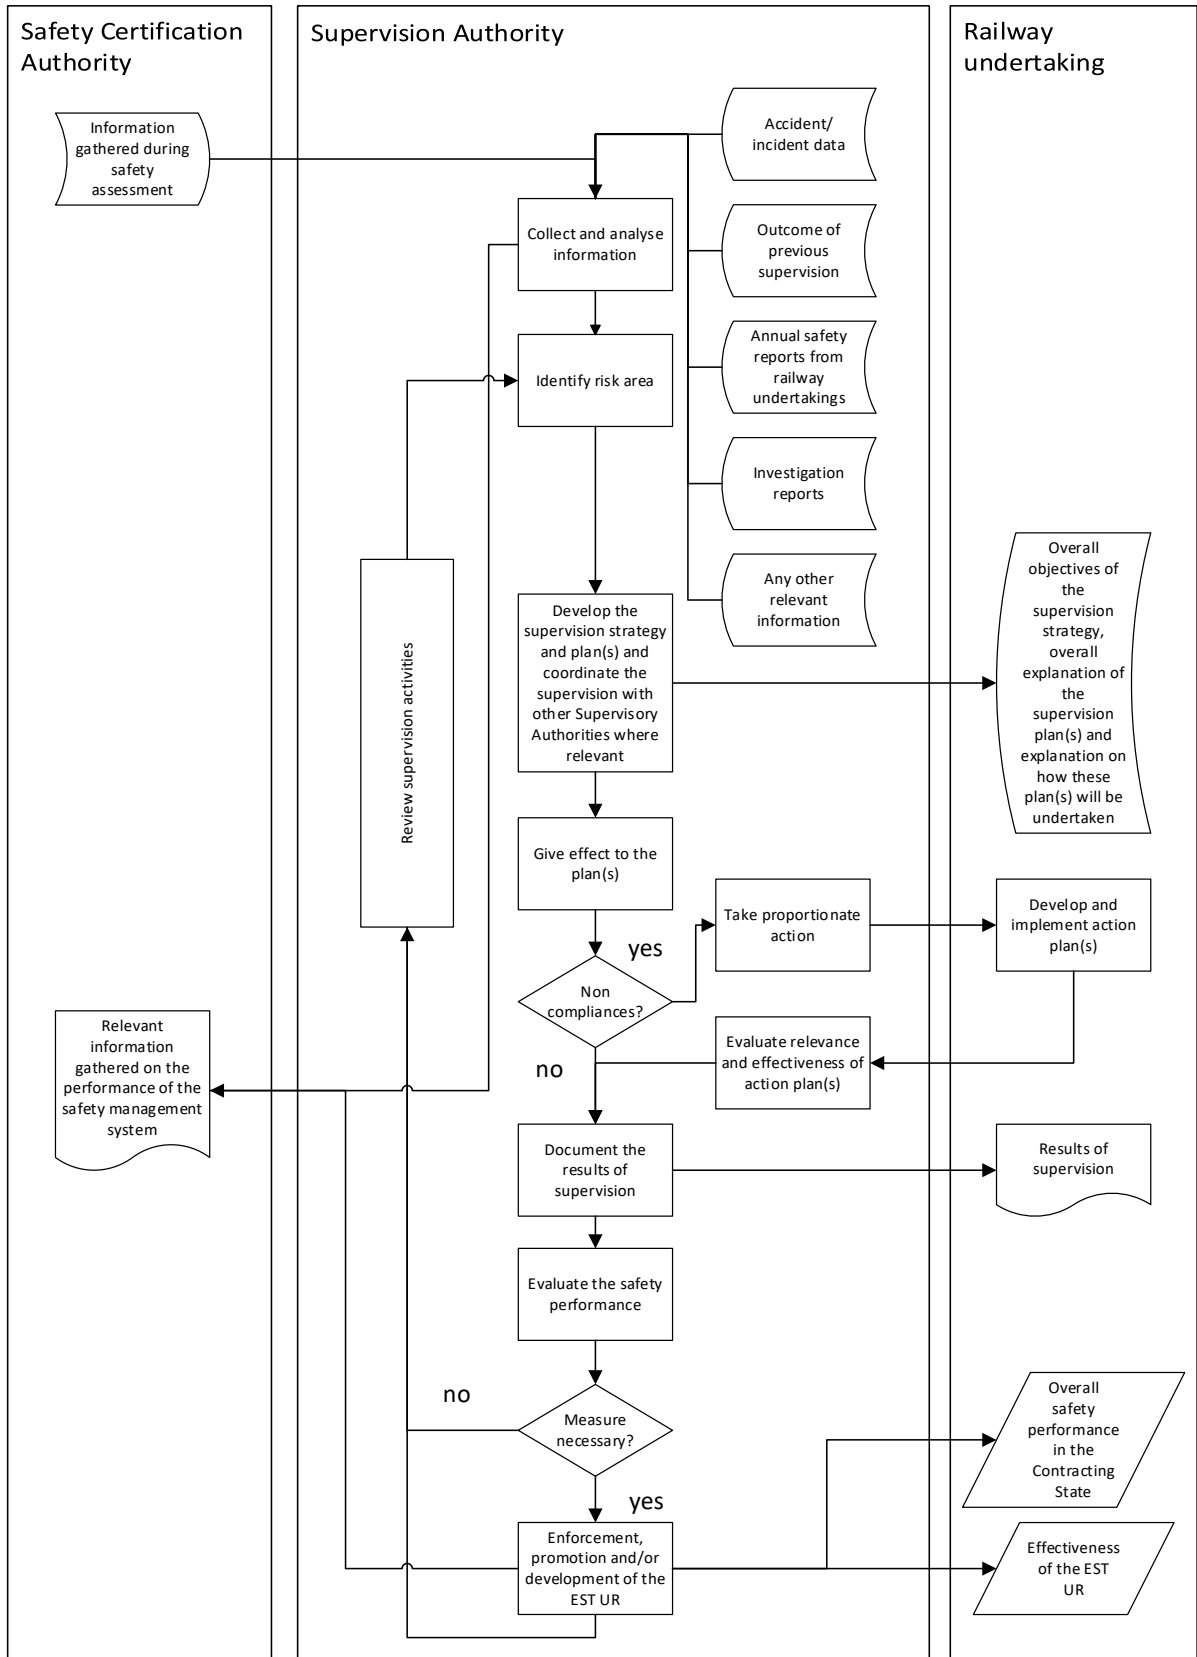 Safety Certification
Authority
Supervision Authority
Railway
undertaking
Information
gathered during
safety
assessment
Accident/
incident data
Collect and analyse
information
Outcome of
previous
supervision
Identify risk area
Annual safety
reports from
railway
undertakings
Investigation
reports
Any other
relevant
information
Review supervision activities
Develop the
supervision strategy
and plan(s) and
coordinate the
supervision with
other Supervisory
Authorities where
relevant
Overall
objectives of
the
supervision
strategy,
overall
explanation of
the
supervision
plan(s) and
explanation on
how these
plan(s) will be
undertaken
Give effect to the
plan(s)
yes
Take proportionate
action
Develop and
implement action
plan(s)
Non
compliances?
no
Evaluate relevance
and effectiveness of
action plan(s)
Relevant
information
gathered on the
performance of the
safety management
system
Document the
results of
supervision
Results of
supervision
Evaluate the safety
performance
no
Measure
necessary?
yes
Overall
safety
performance
in the
Contracting
State
Enforcement,
promotion and/or
development of the
EST UR
Effectiveness
of the EST
UR